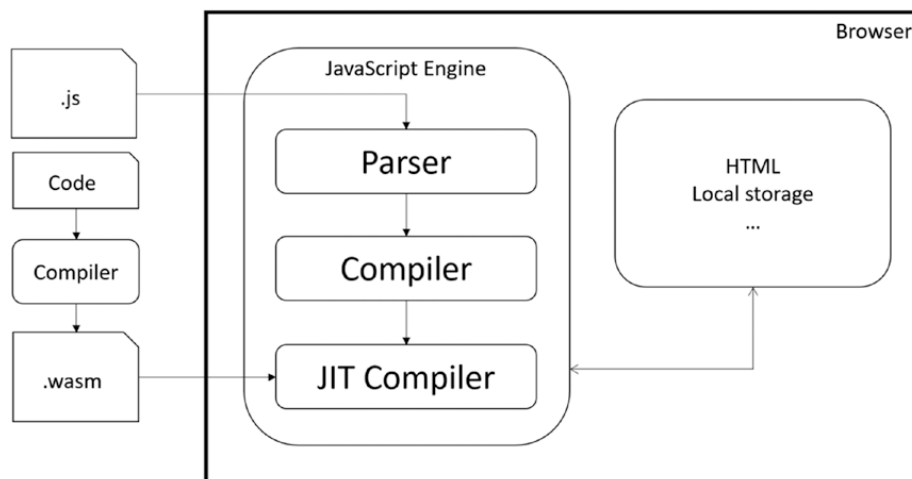 Browser
JavaScript Engine
.js
Parser
HTML
Local storage
...
Code
Compiler
Compiler
.wasm
JIT Compiler